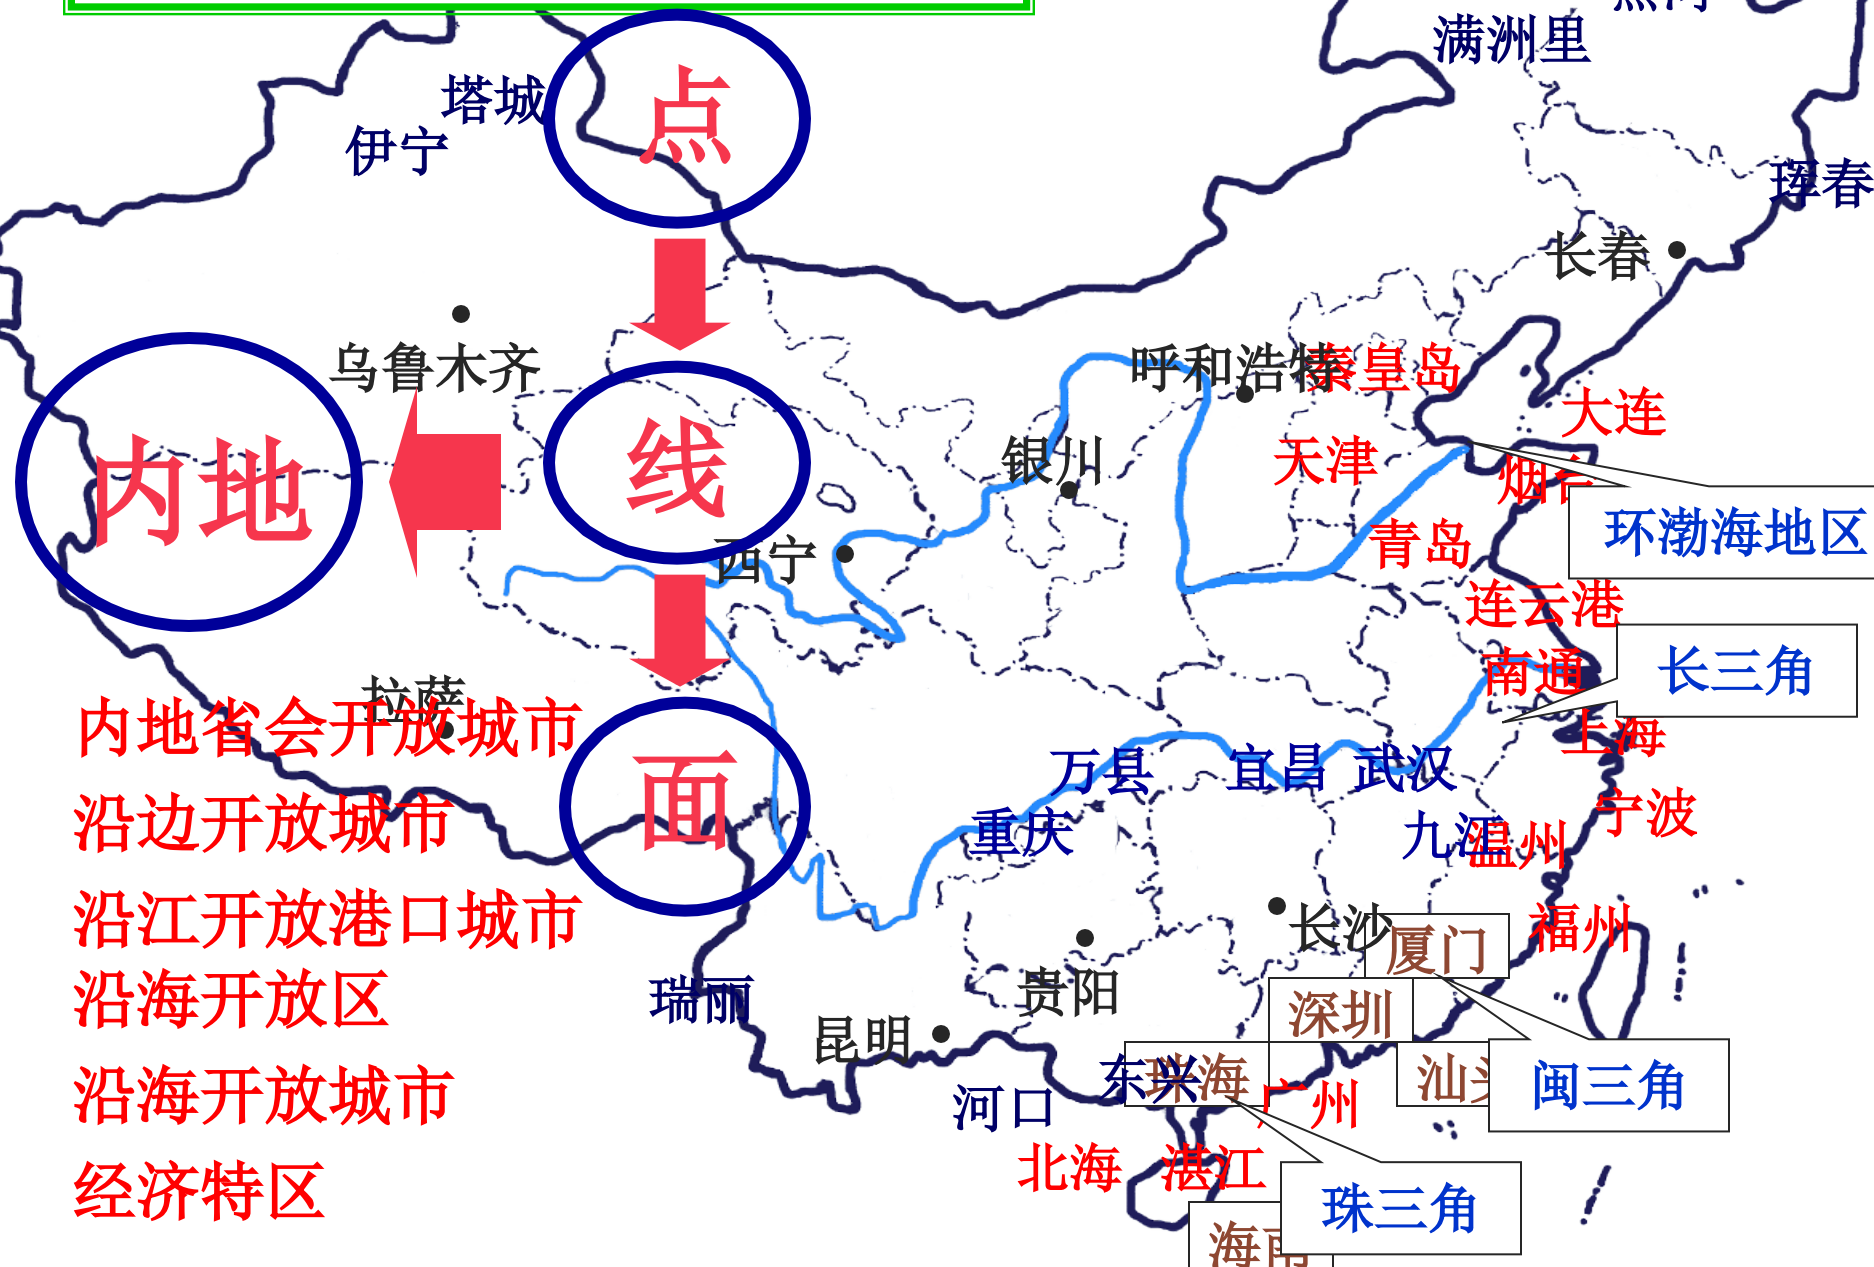 满洲里
塔城
点
伊宁
珲春
长春
乌鲁木齐
呼和浩特
秦皇岛
大连
内地
线
银川
天津
烟台
环渤海地区
西宁
青岛
连云港
南通
长三角
拉萨
内地省会开放城市
上海
万县
宜昌
武汉
面
宁波
沿边开放城市
重庆
九江
温州
沿江开放港口城市
长沙
福州
厦门
沿海开放区
瑞丽
贵阳
深圳
昆明
沿海开放城市
河口
东兴
珠海
广州
汕头
闽三角
北海
湛江
经济特区
珠三角
海南